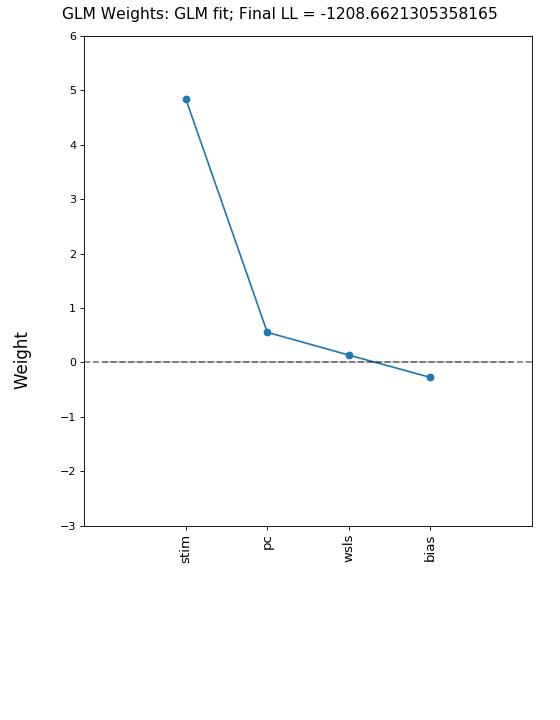 GLM Weights: GLM fit; Final LL = -1208.6621305358165
6
5
4
3
2
1
0
−1
−2
−3
Weight
stim
pc
wsls
bias